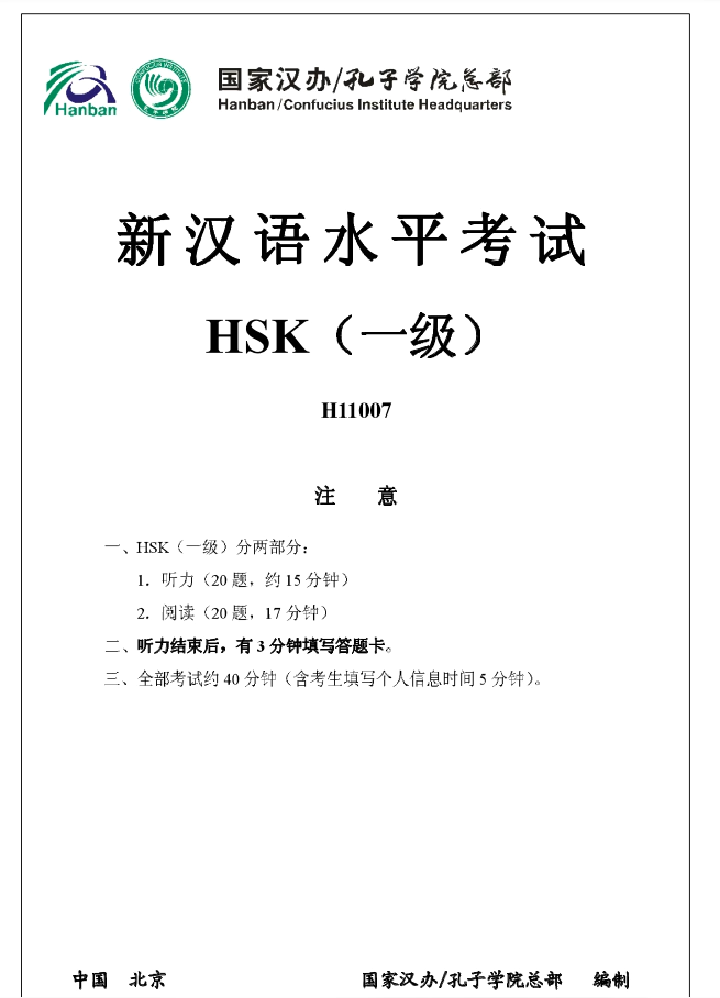 Hanban
国家汉办/孔子学院总部
Hanban/Confucius Institute Headquarters
新汉语水平考试
HSK（一级）
H11007
注 意
一、HSK（一级）分两部分：
1．听力（20题，约15分钟）
2．阅读（20题，17分钟）
二、听力结束后，有3分钟填写答题卡。
三、全部考试约40分钟（含考生填写个人信息时间5分钟）。
中国 北京 国家汉办/孔子学院总部 编制